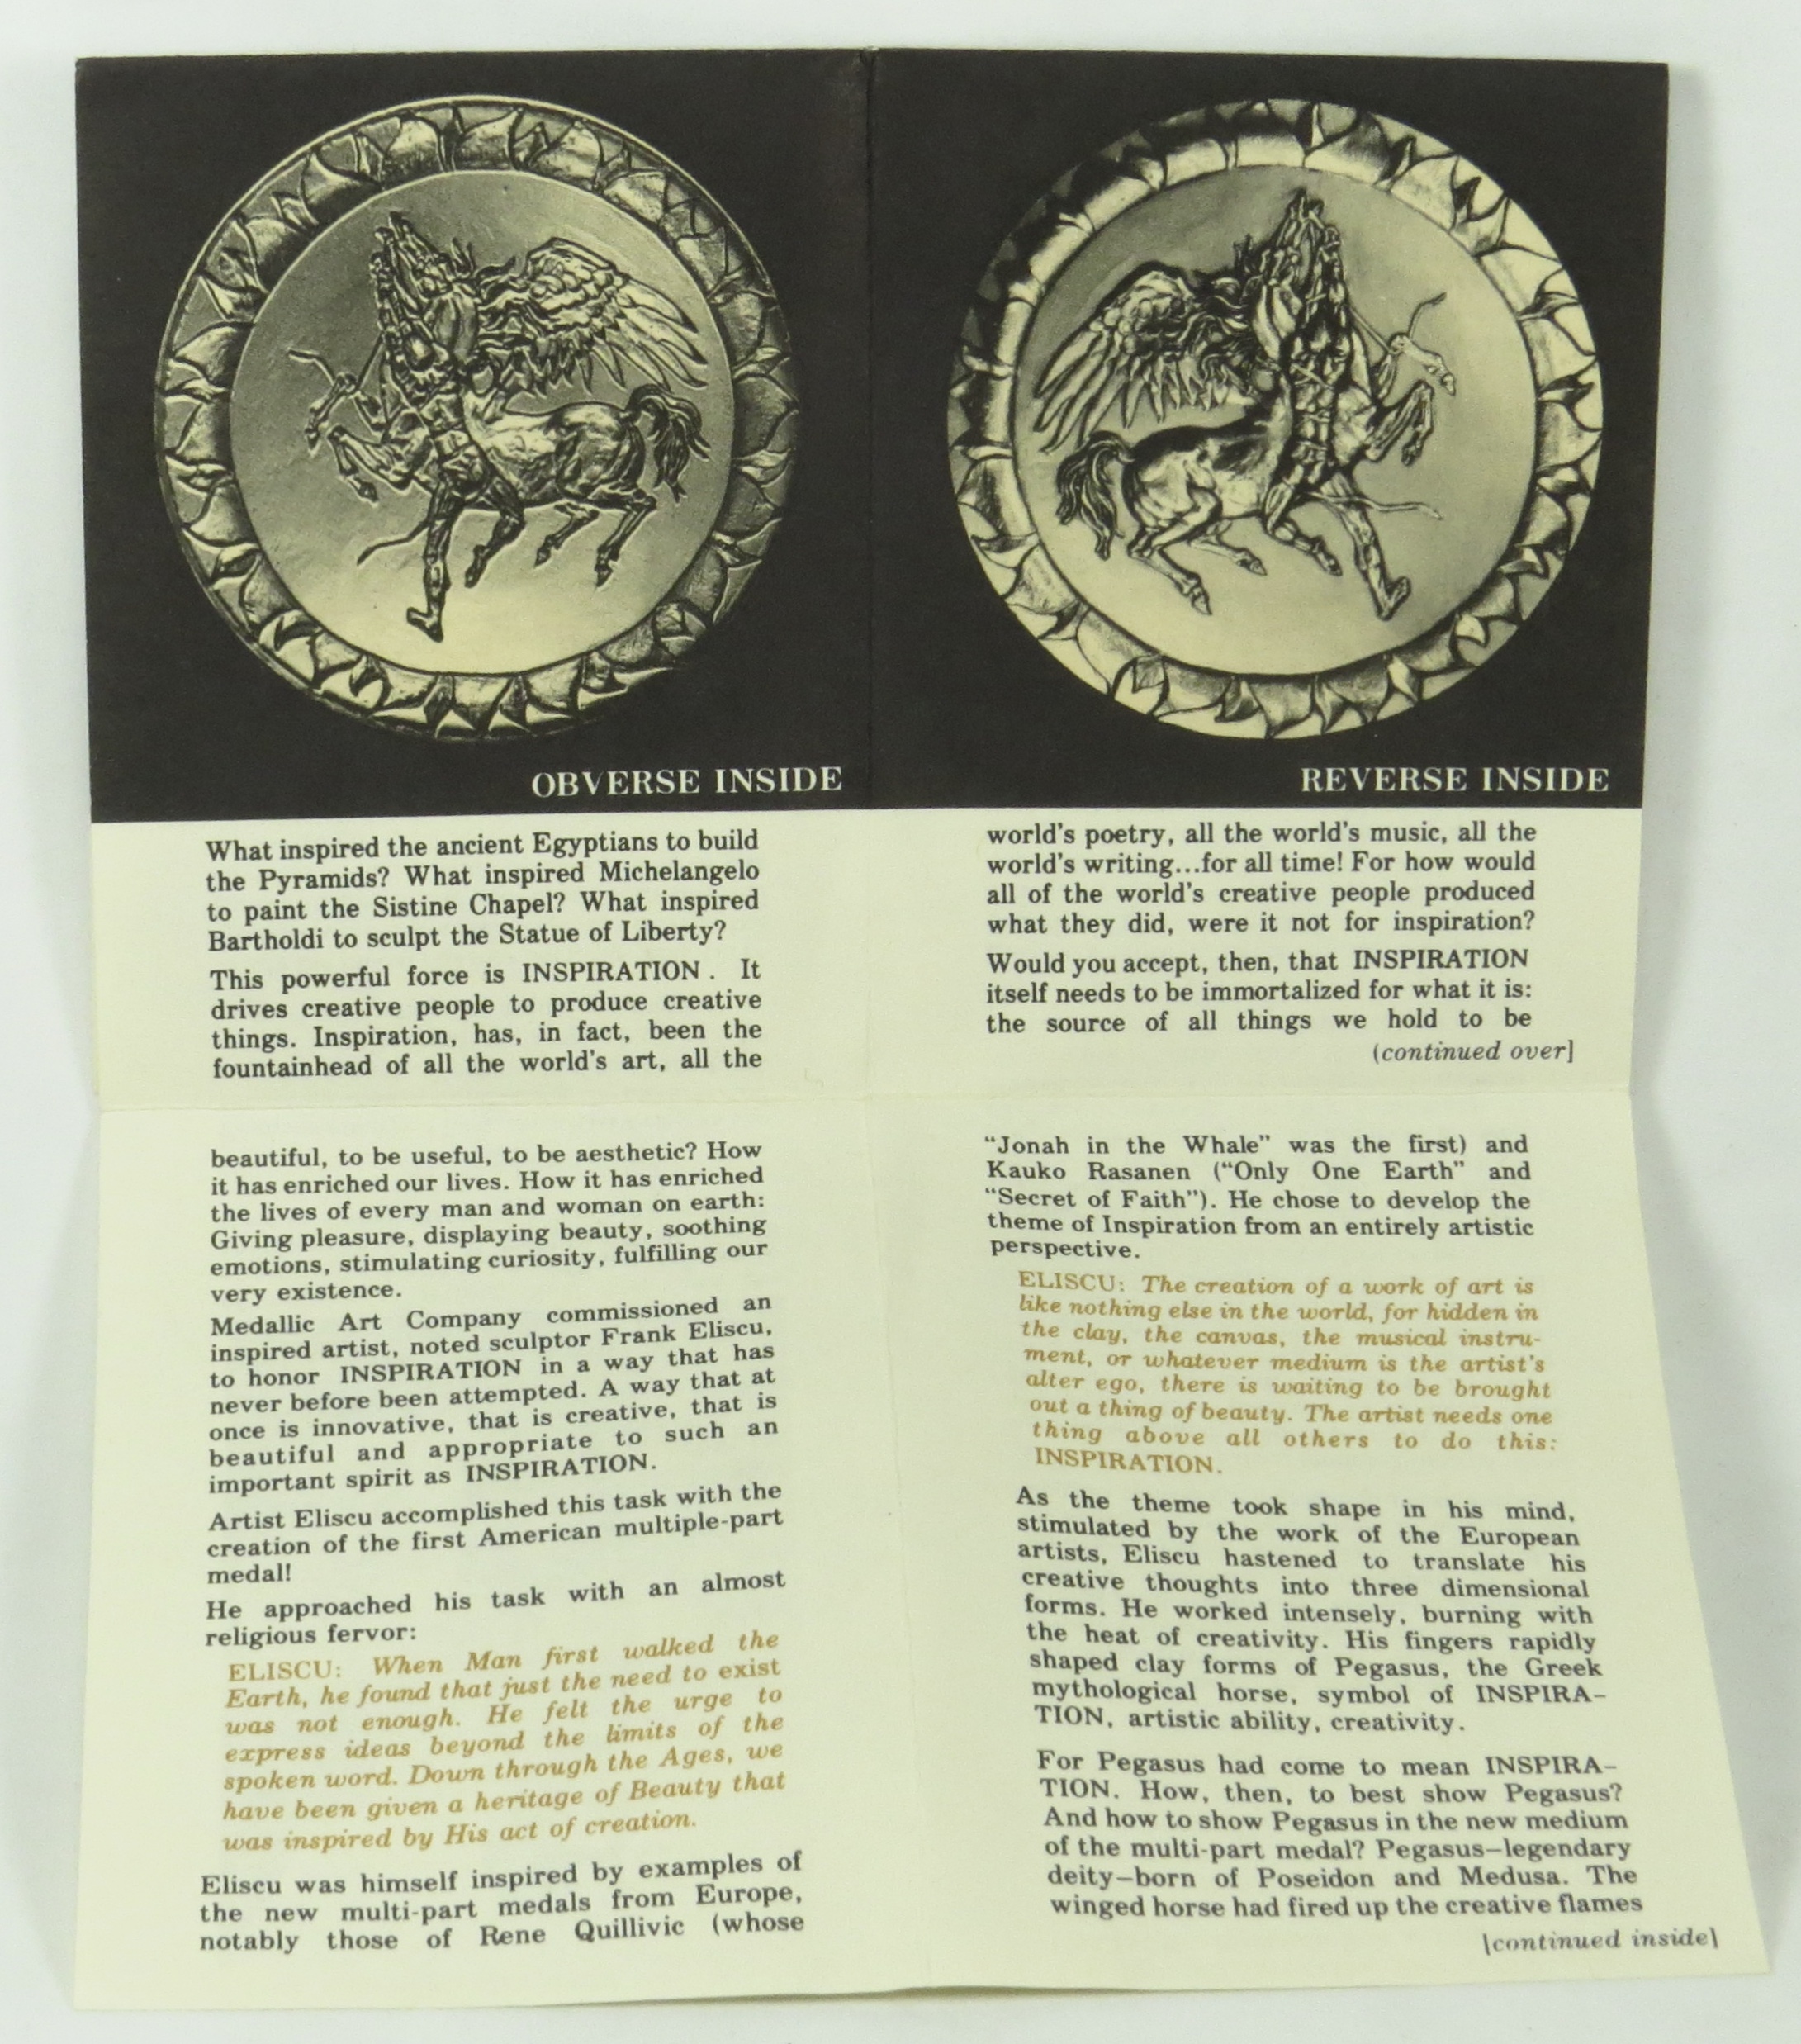 OBVERSE INSIDE
What inspired the ancient Egyptians to build
the Pyramids? What inspired Michelangelo
to paint the Sistine Chapel? What inspired
Bartholdi to sculpt the Statue of Liberty?
This powerful force is INSPIRATION. It
drives creative people to produce creative
things. Inspiration, has, in fact, been the
fountainhead of all the world's art, all the
REVERSE INSIDE
world's poetry, all the world's music, all the
world's writing...for all time! For how would
all of the world's creative people produced
what they did, were it not for inspiration?
Would you accept, then, that INSPIRATION
itself needs to be immortalized for what it is:
the source of all things we hold to be
(continued over]
beautiful, to be useful, to be aesthetic? How
it has enriched our lives. How it has enriched
the lives of every man and woman on earth:
Giving pleasure, displaying beauty, soothing
emotions, stimulating curiosity, fulfilling our
very existence.
Medallic Art Company commissioned an
inspired artist, noted sculptor Frank Eliscu,
to honor INSPIRATION in a way that has
never before been attempted. A way that at
once is innovative, that is creative, that is
beautiful and appropriate to such an
important spirit as INSPIRATION.
Artist Eliscu accomplished this task with the
creation of the first American multiple-part
medal!
He approached his task with an almost
religious fervor:
ELISCU: When Man first walked the
Earth, he found that just the need to exist
was not enough. He felt the urge to
express ideas beyond the limits of the
spoken word. Down through the Ages, we
have been given a heritage of Beauty that
was inspired by His act of creation.
Eliscu was himself inspired by examples of
the new multi-part medals from Europe,
notably those of Rene Quillivic (whose
"Jonah in the Whale" was the first) and
Kauko Rasanen ("Only One Earth" and
"Secret of Faith"). He chose to develop the
theme of Inspiration from an entirely artistic
perspective.
ELISCU: The creation of a work of art is
like nothing else in the world, for hidden in
the clay, the canvas, the musical instru-
ment, or whatever medium is the artist's
alter ego, there is waiting to be brought
out a thing of beauty. The artist needs one
thing above all others to do this:
INSPIRATION.
As the theme took shape in his mind,
stimulated by the work of the European
artists, Eliscu hastened to translate his
creative thoughts into three dimensional
forms. He worked intensely, burning with
the heat of creativity. His fingers rapidly
shaped clay forms of Pegasus, the Greek
mythological horse, symbol of INSPIRA-
TION, artistic ability, creativity.
For Pegasus had come to mean INSPIRA-
TION. How, then, to best show Pegasus?
And how to show Pegasus in the new medium
of the multi-part medal? Pegasus—legendary
deity—born of Poseidon and Medusa. The
winged horse had fired up the creative flames
[continued inside]